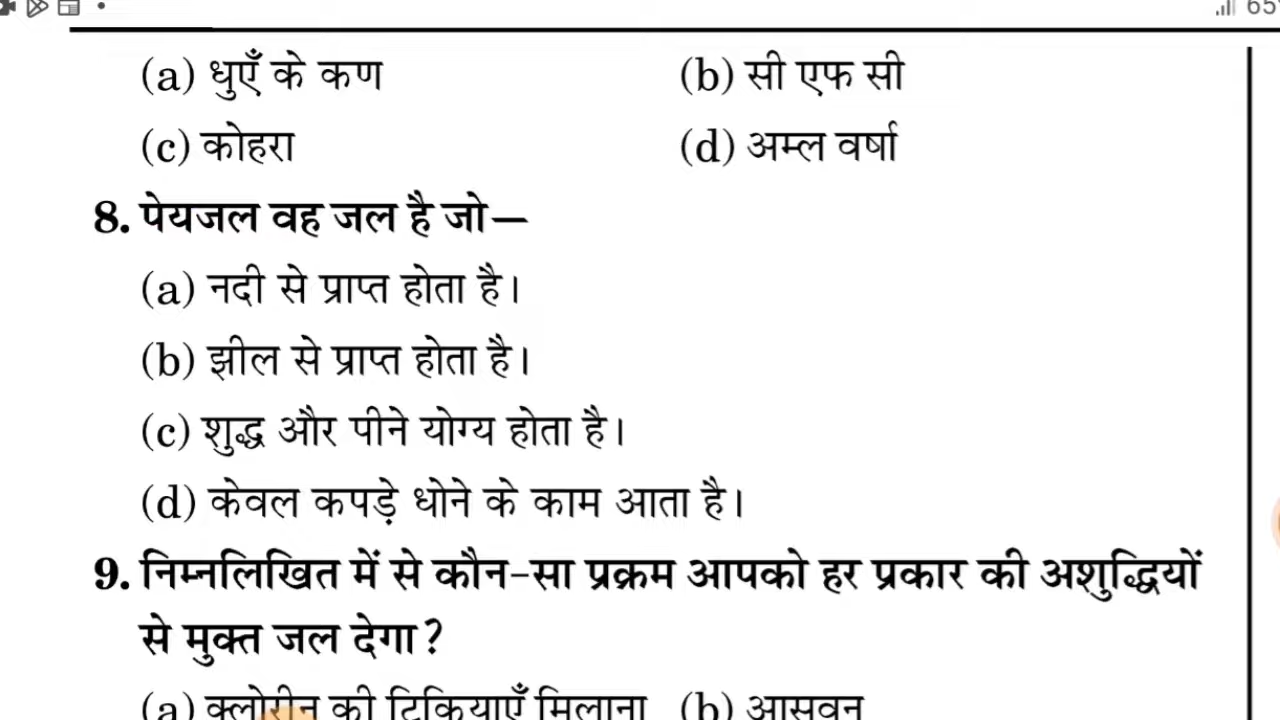 65
(a) धुएँ के कण (b) सी एफ सी
(c) कोहरा (d) अम्ल वर्षा
8. पेयजल वह जल है जो—
(a) नदी से प्राप्त होता है।
(b) झील से प्राप्त होता है।
(c) शुद्ध और पीने योग्य होता है।
(d) केवल कपड़े धोने के काम आता है।
9. निम्नलिखित में से कौन-सा प्रक्रम आपको हर प्रकार की अशुद्धियों
से मुक्त जल देगा?
(a) क्लोरीन की टिकियाएँ मिलाना (b) आसवन